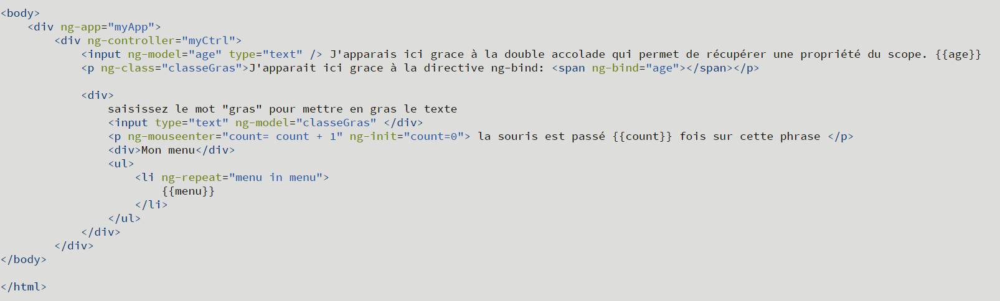 <body>
<div ng-app="myApp">
<div ng-controller="myCtrl">
<input ng-model="age" type="text" /> J'apparais ici grace à la double accolade qui permet de récupérer une propriété du scope. {{age}}
<p ng-class="classeGras">J'apparait ici grace à la directive ng-bind: <span ng-bind="age"></span></p>
<div>
saisissez le mot "gras" pour mettre en gras le texte
<input type="text" ng-model="classeGras" </div>
<p ng-mouseenter="count= count + 1" ng-init="count=0"> la souris est passé {{count}} fois sur cette phrase </p>
<div>Mon menu</div>
<ul>
<li ng-repeat="menu in menu">
{{menu}}
</li>
</ul>
</div>
</div>
</body>
</html>